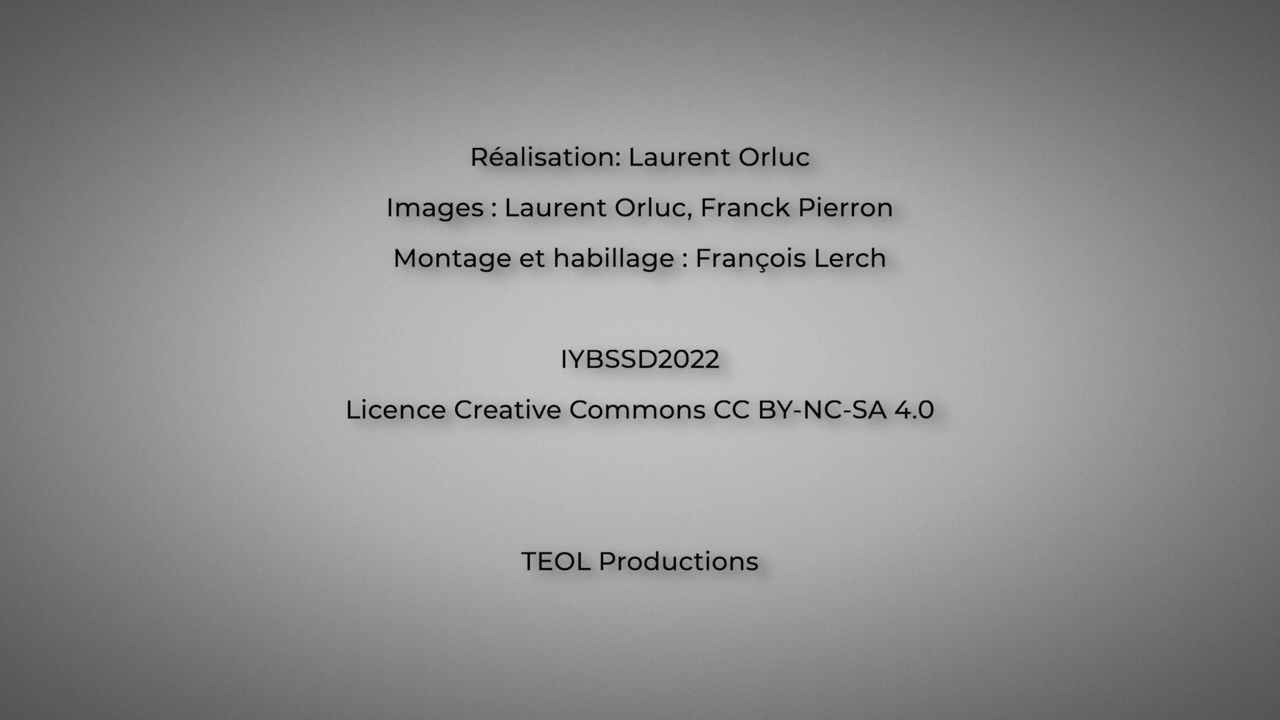 Réalisation: Laurent Orluc
Images : Laurent Orluc, Franck Pierron
Montage et habillage : François Lerch
IYBSSD2022
Licence Creative Commons CC BY-NC-SA 4.0
TEOL Productions